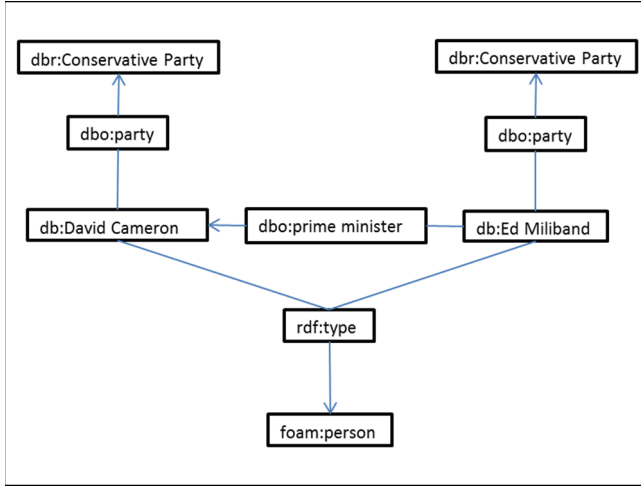 dbr:Conservative Party
dbr:Conservative Party
dbo:party
dbo:party
db:David Cameron
dbo:prime minister
db:Ed Miliband
rdf:type
foam:person